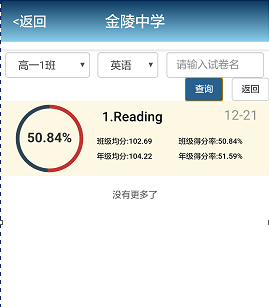 <返回 金陵中学
高一1班 英语 请输入试卷名
查询 返回
1.Reading 12-21
50.84%
班级均分:102.69 班级得分率:50.84%
年级均分:104.22 年级得分率:51.59%
没有更多了